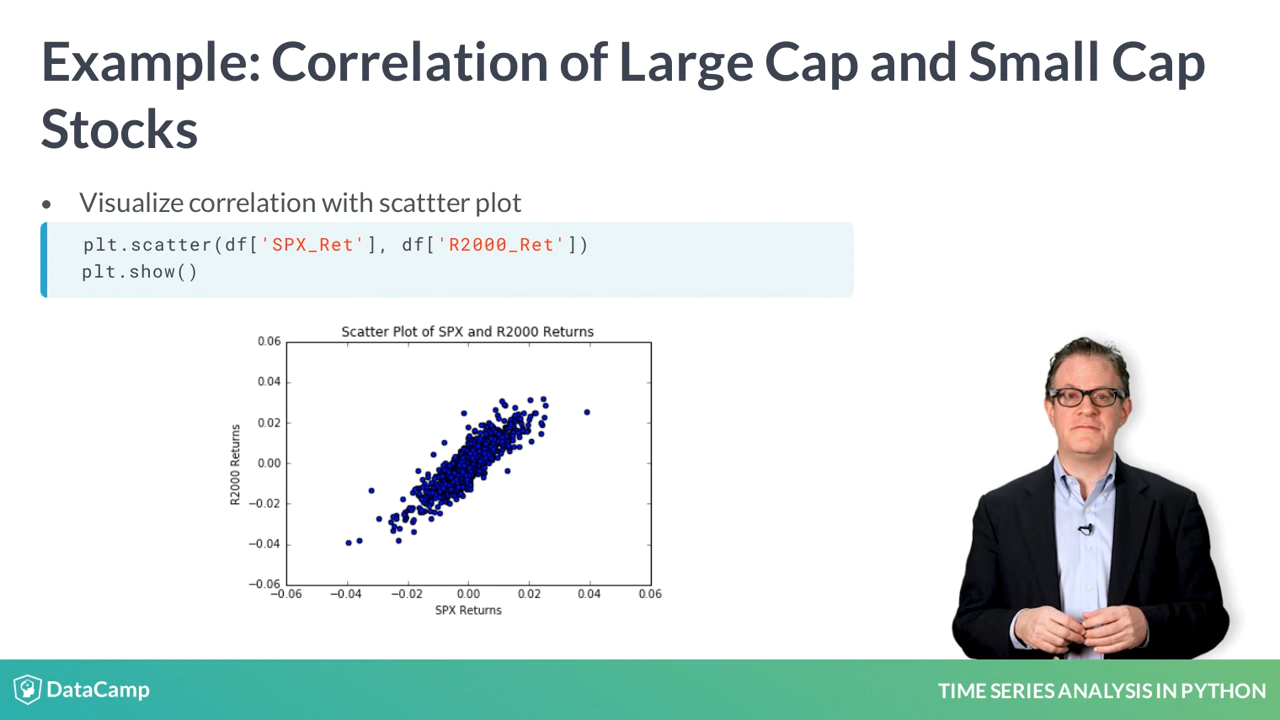 Example: Correlation of Large Cap and Small Cap
Stocks
• Visualize correlation with scattter plot
plt.scatter(df['SPX_Ret'], df['R2000_Ret'])
plt.show()
Scatter Plot of SPX and R2000 Returns
0.06
0.04
0.02
0.00
−0.02
−0.04
−0.06
R2000 Returns
−0.06 −0.04 −0.02 0.00 0.02 0.04 0.06
SPX Returns
DataCamp
TIME SERIES ANALYSIS IN PYTHON